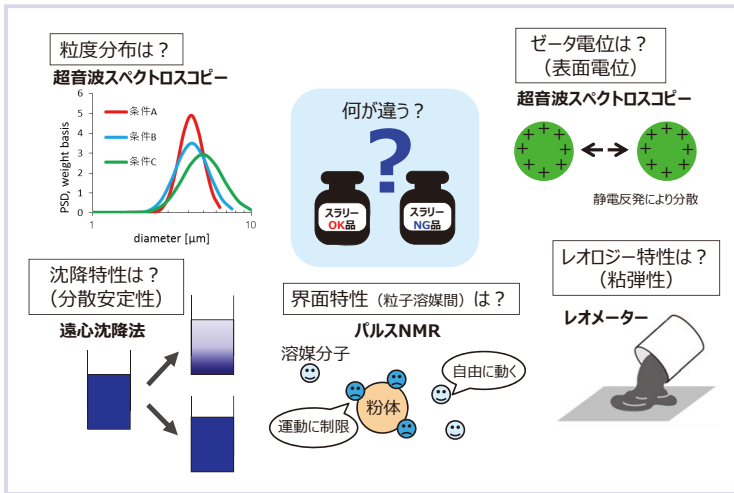 粒度分布は？
超音波スペクトロスコピー
PSD, weight basis
6
5
4
3
2
1
0
条件A
条件B
条件C
1
10
diameter [µm]
何が違う？
?
スラリー
OK品
スラリー
NG品
ゼータ電位は？
（表面電位）
超音波スペクトロスコピー
+ + + + + + +
+ + + + + + +
静電反発により分散
沈降特性は？
（分散安定性）
遠心沈降法
界面特性（粒子溶媒間）は？
パルスNMR
溶媒分子
自由に動く
粉体
運動に制限
レオロジー特性は？
（粘弾性）
レオメーター